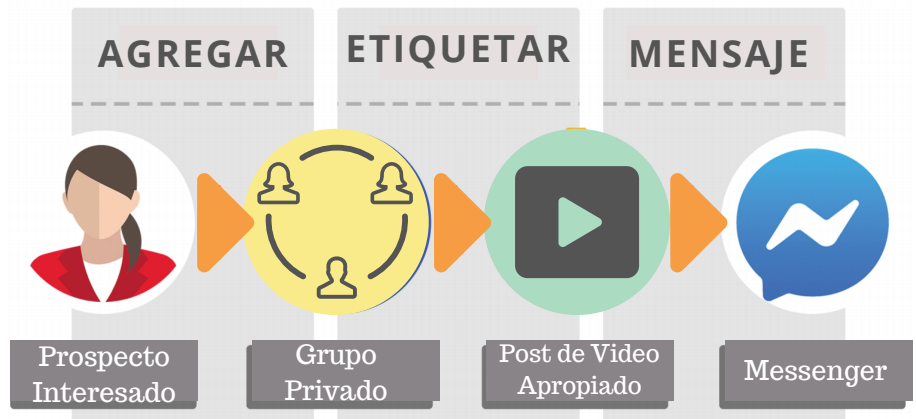 AGREGAR
ETIQUETAR
MENSAJE
Prospecto
Interesado
Grupo
Privado
Post de Video
Apropiado
Messenger